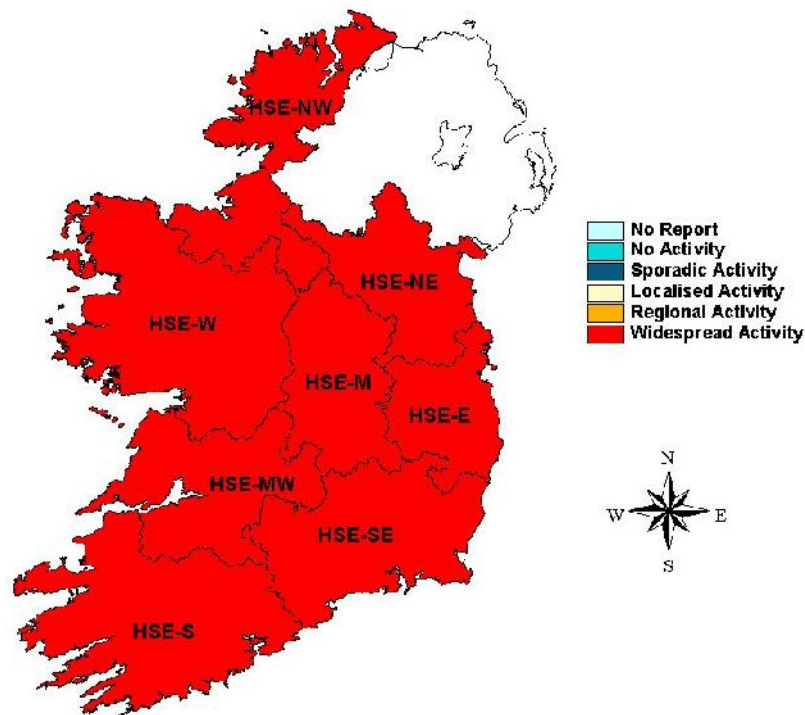 HSE-NW
HSE-NE
HSE-W
HSE-M
HSE-E
HSE-MW
HSE-SE
HSE-S
No Report
No Activity
Sporadic Activity
Localised Activity
Regional Activity
Widespread Activity
N
W E
S